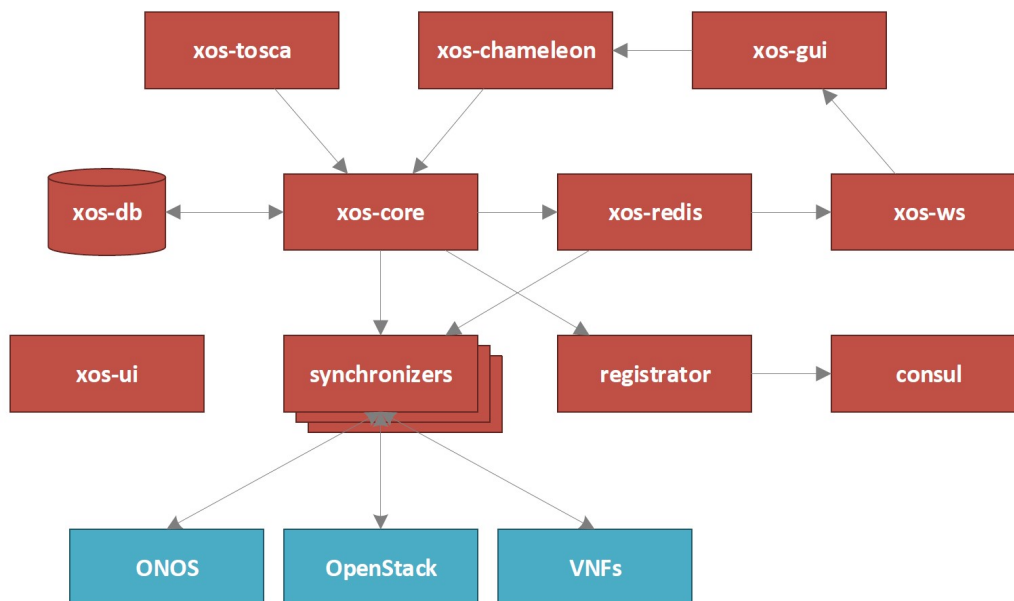 xos-tosca
xos-chameleon
xos-gui
xos-db
xos-core
xos-redis
xos-ws
xos-ui
synchronizers
registrator
consul
ONOS
OpenStack
VNFs